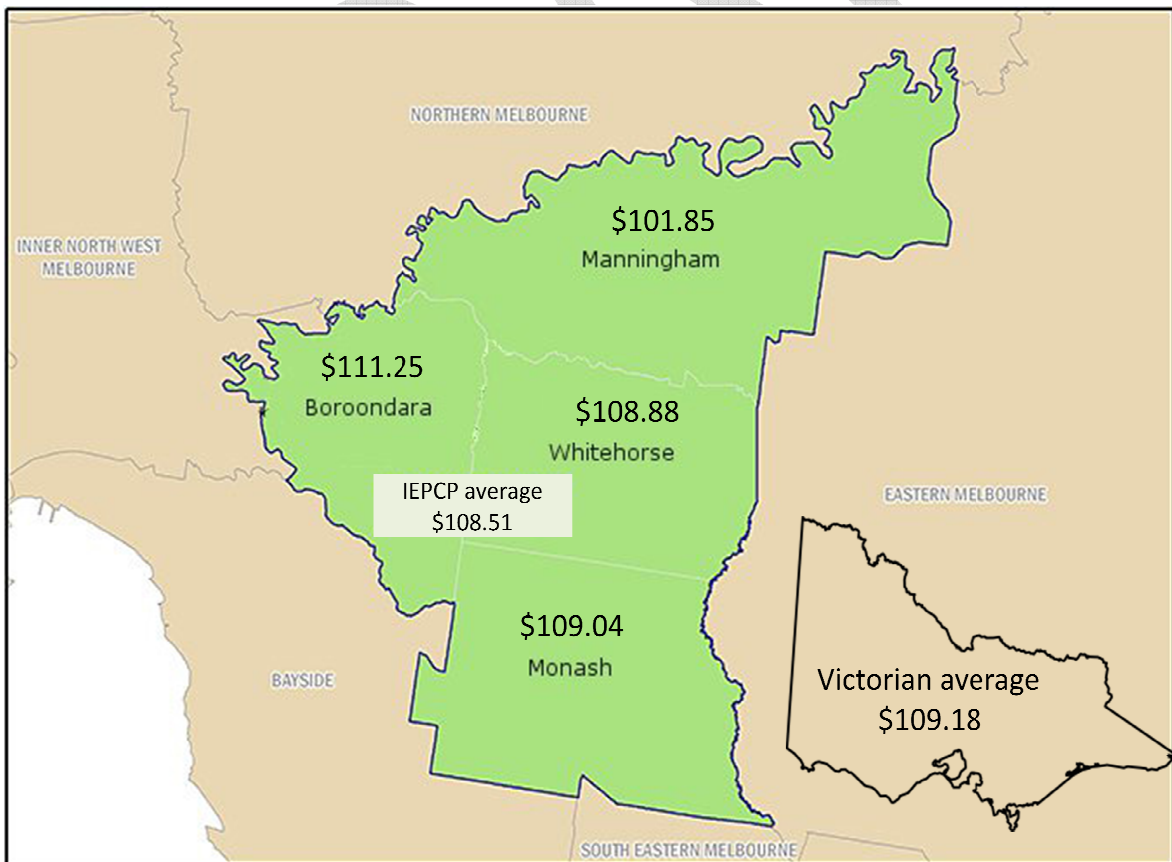 NORTHERN MELBOURNE
$101.85
Manningham
INNER NORTH WEST
MELBOURNE
$111.25
Boroondara
$108.88
Whitehorse
IEPCP average
$108.51
EASTERN MELBOURNE
$109.04
Monash
BAYSIDE
Victorian average
$109.18
SOUTH EASTERN MELBOURNE